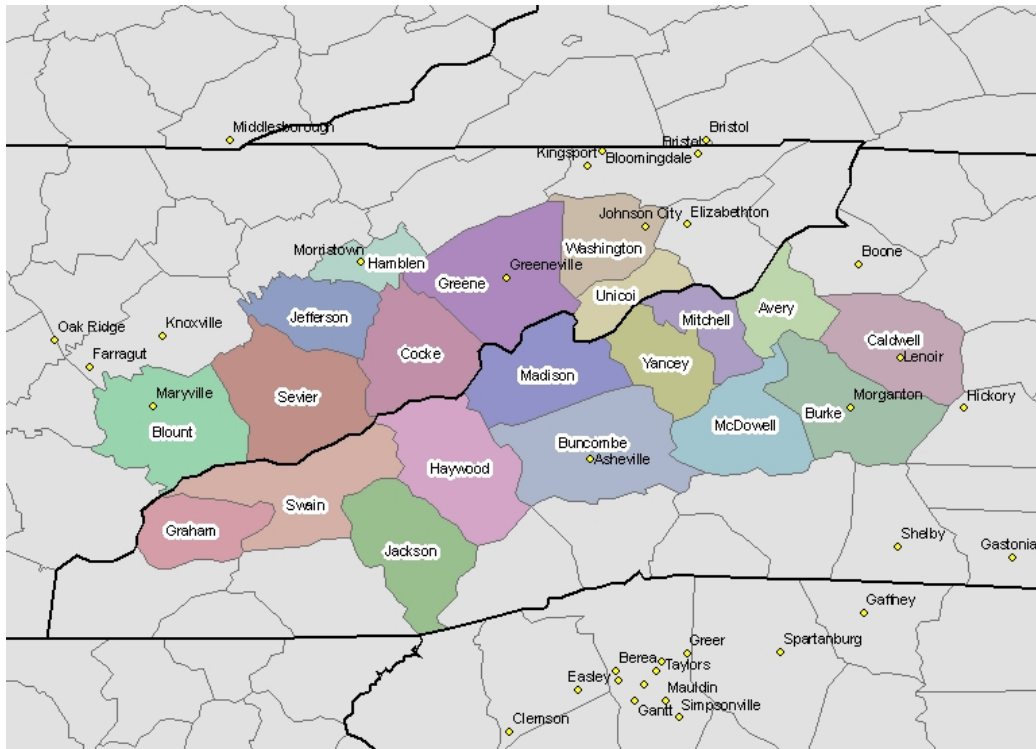 Middlesborough
Bristol
Bristol
Kingsport
Bloomingdale
Johnson City
Elizabethton
Washington
Morristown
Hamblen
Greene
Greeneville
Boone
Unicoi
Avery
Jefferson
Mitchell
Oak Ridge
Knoxville
Caldwell
Farragut
Cocke
Lenoir
Yancey
Madison
Maryville
Sevier
Morganton
Hickory
Burke
McDowell
Blount
Buncombe
Asheville
Haywood
Swain
Graham
Shelby
Jackson
Gastonia
Gaffney
Greer
Spartanburg
Berea
Taylors
Easley
Mauldin
Gantt
Simpsonville
Clemson